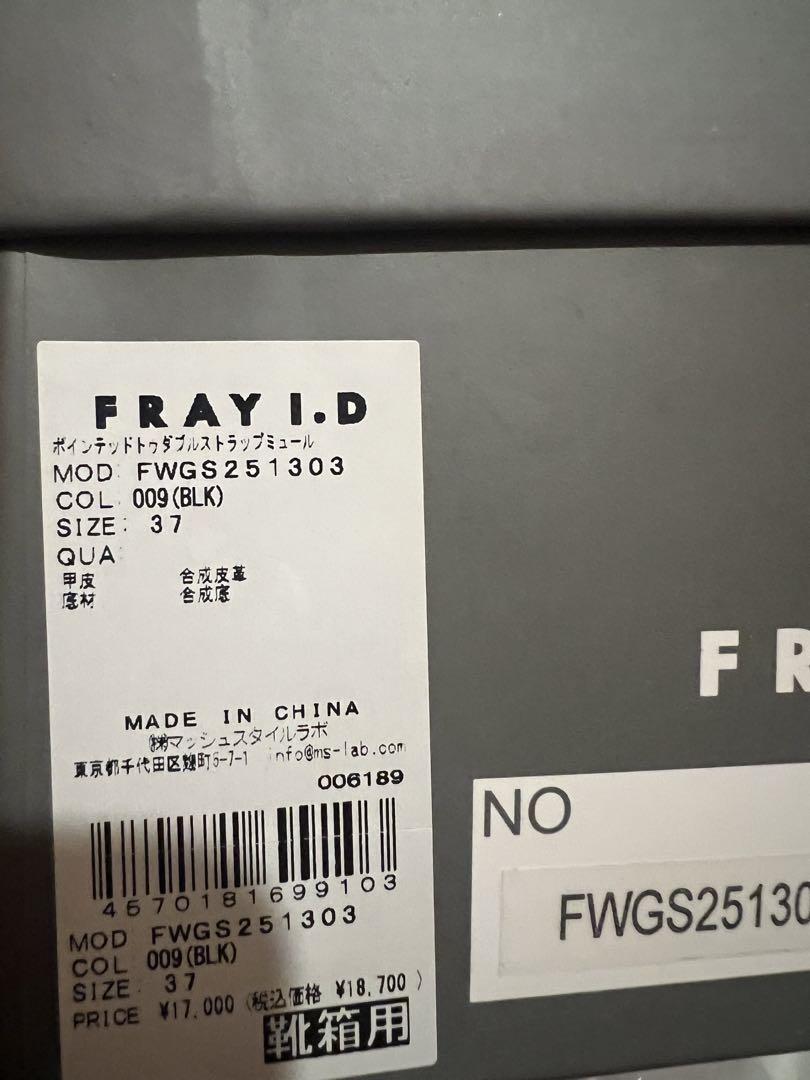 FRAY I.D
ポインテッドトゥダブルストラップミュール
MOD: FWGS251303
COL: 009(BLK)
SIZE: 37
QUA
甲皮 合成皮革
底材 合成底
MADE IN CHINA
㈱マッシュスタイルラボ
東京都千代田区麹町5-7-1 info@ms-lab.com
006189
4570181699103
MOD FWGS251303
COL 009(BLK)
SIZE: 37
PRICE ¥17,000 (税込価格 ¥18,700 )
靴箱用
FR
NO
FWGS25130